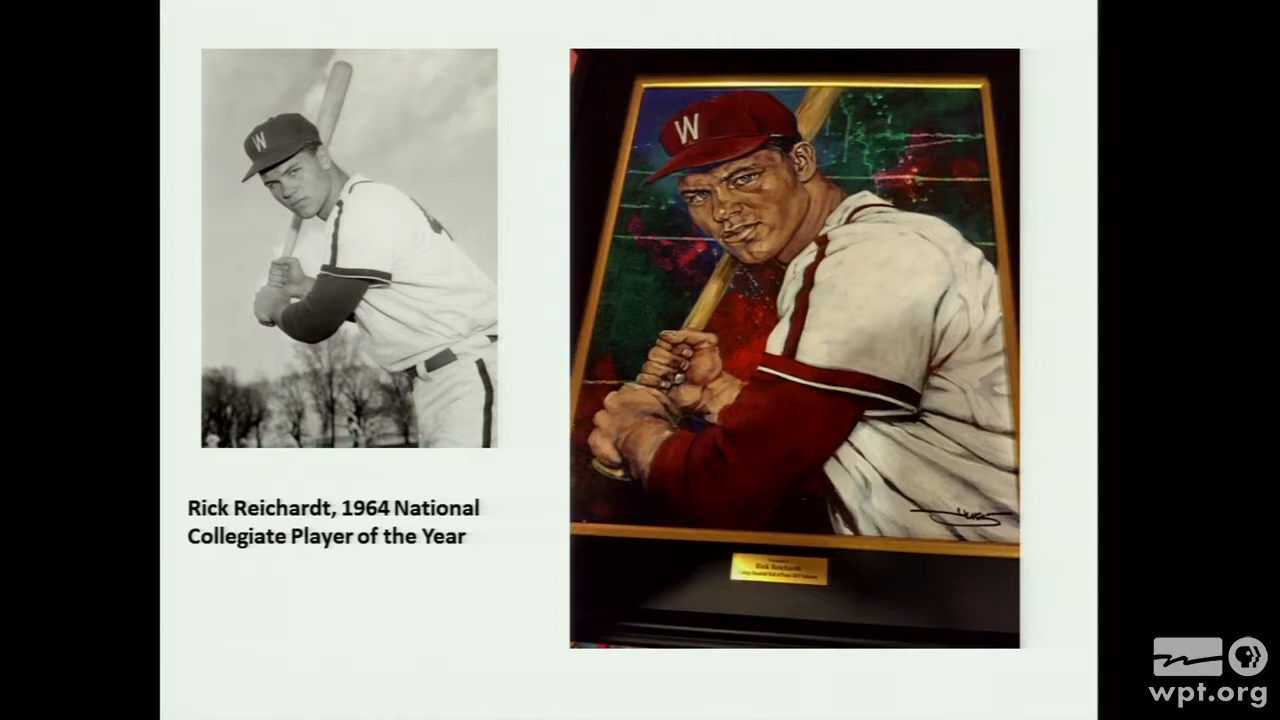 W
W
Rick Reichardt, 1964 National
Collegiate Player of the Year
Rick Reichardt
wpt.org